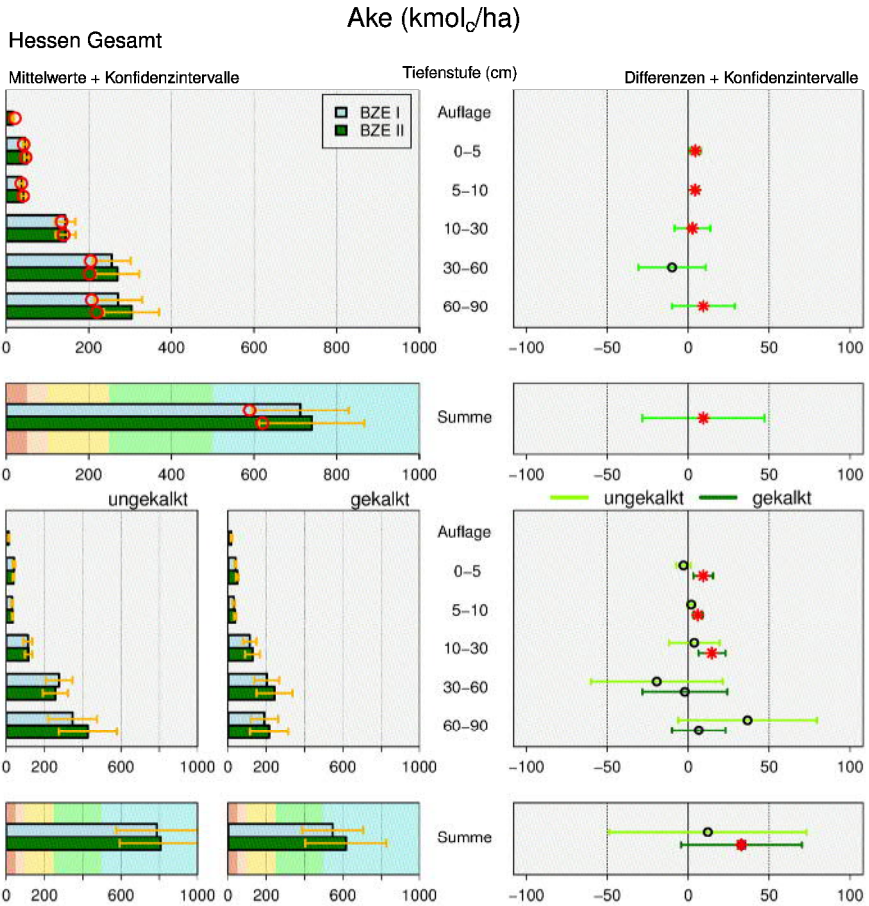 Ake (kmolc/ha)
Hessen Gesamt
Mittelwerte + Konfidenzintervalle
Tiefenstufe (cm)
Differenzen + Konfidenzintervalle
BZE I
BZE II
Auflage
0−5
5−10
10−30
30−60
60−90
0 200 400 600 800 1000
−100 −50 0 50 100
Summe
0 200 400 600 800 1000
−100 −50 0 50 100
ungekalkt
gekalkt
ungekalkt gekalkt
Auflage
0−5
5−10
10−30
30−60
60−90
0 200 600 1000
0 200 600 1000
−100 −50 0 50 100
Summe
0 200 600 1000
0 200 600 1000
−100 −50 0 50 100